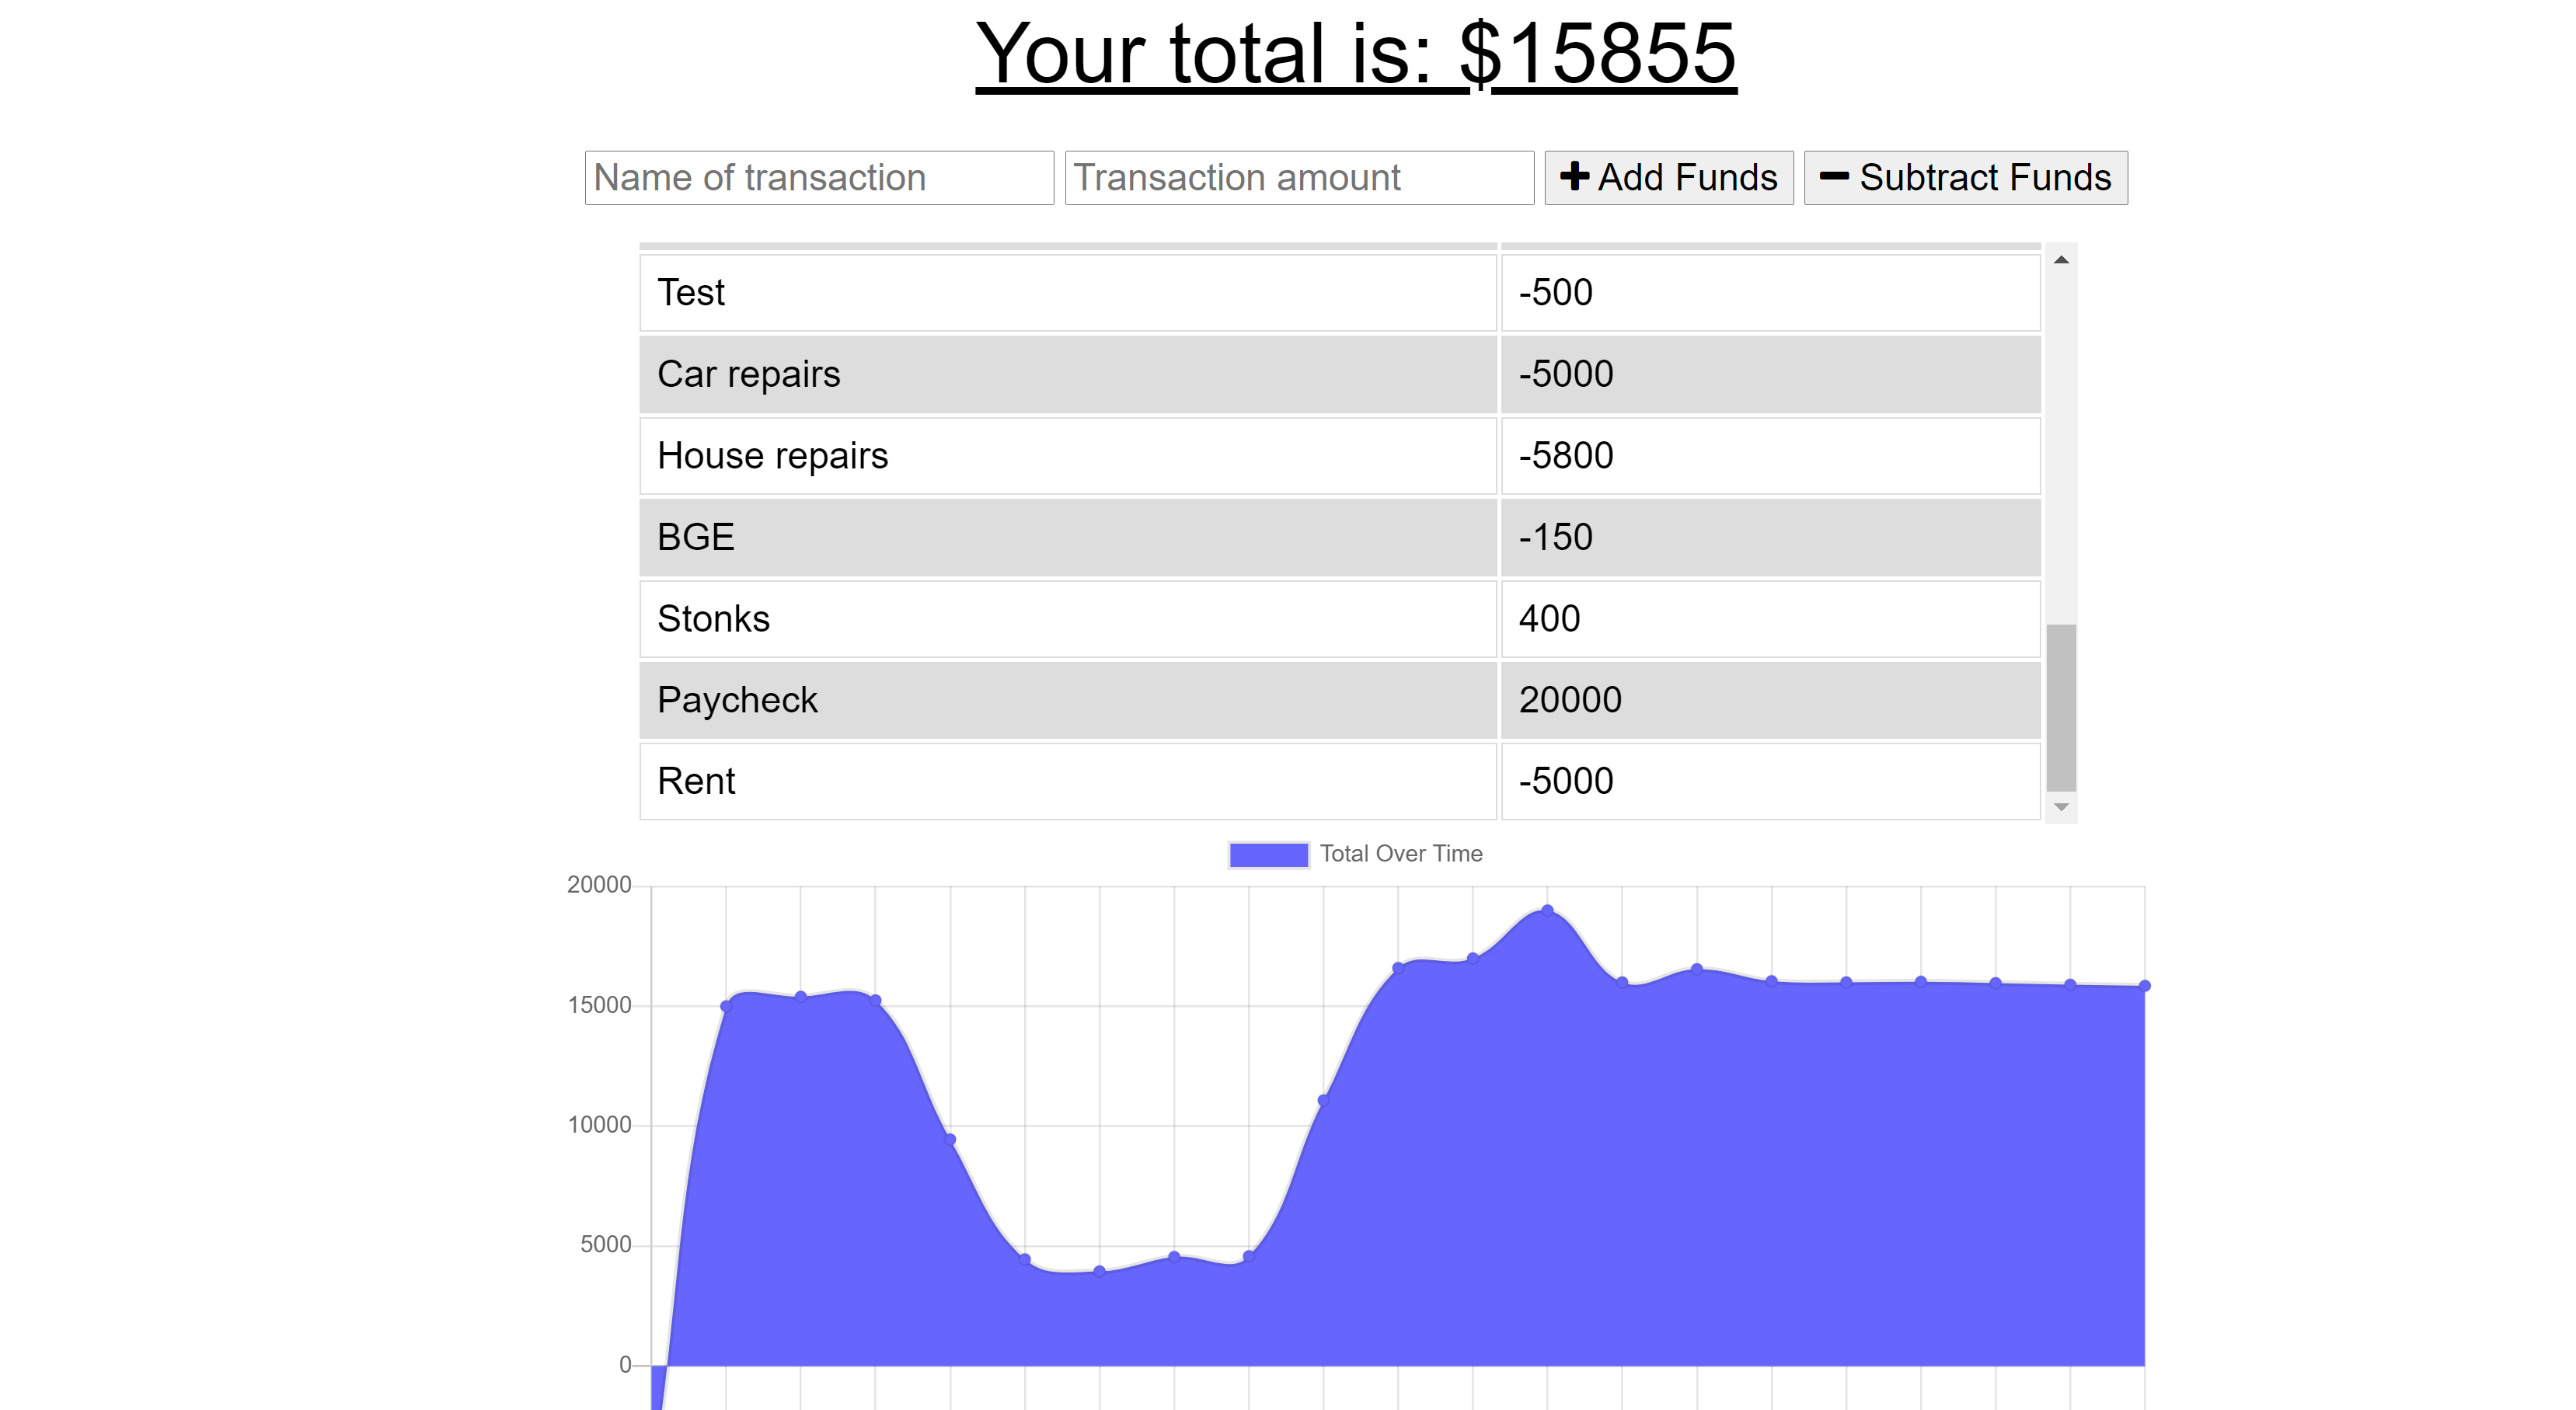 Your total is: $15855
Name of transaction Transaction amount Add Funds Subtract Funds
Test -500
Car repairs -5000
House repairs -5800
BGE -150
Stonks 400
Paycheck 20000
Rent -5000
Total Over Time
20000
15000
10000
5000
0